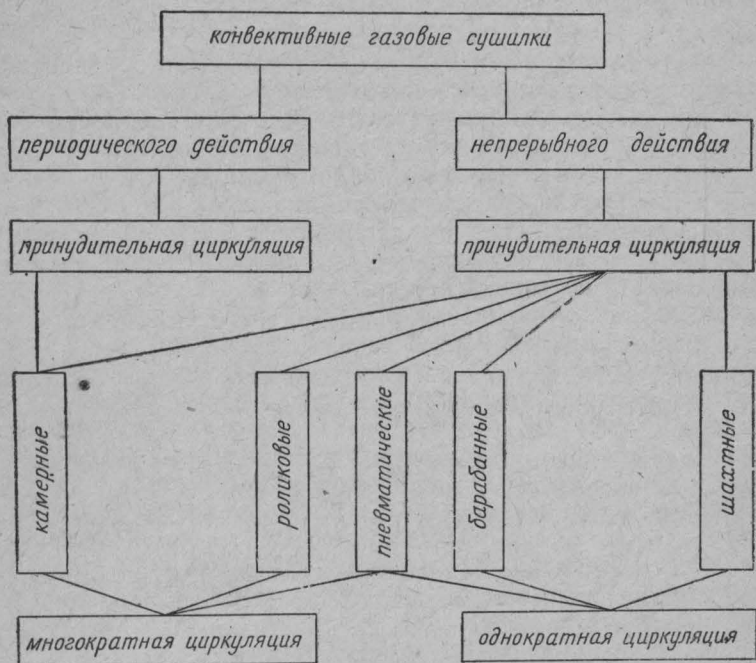 конвективные газовые сушилки
периодического действия
непрерывного действия
принудительная циркуляция
принудительная циркуляция
камерные
роликовые
пневматические
барабанные
шахтные
многократная циркуляция
однократная циркуляция